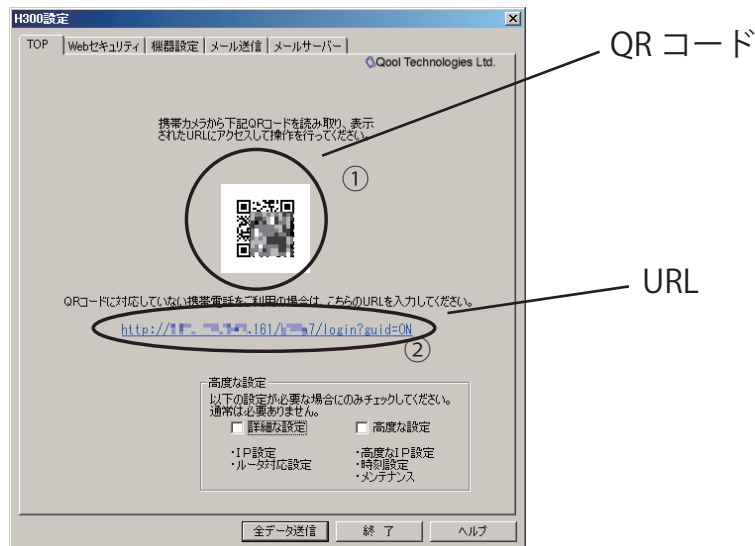 H300設定
TOP Webセキュリティ 機器設定 メール送信 メールサーバー
Qool Technologies Ltd.
QR コード
携帯カメラから下記QRコードを読み取り、表示
されたURLにアクセスして操作を行ってください。
①
QRコードに対応していない携帯電話をご利用の場合は、こちらのURLを入力してください。
URL
http:// .161/ 7/login?guid=ON
②
高度な設定
以下の設定が必要な場合にのみチェックしてください。
通常は必要ありません。
詳細な設定 高度な設定
・IP設定 ・高度なIP設定
・ルータ対応設定 ・時刻設定
・メンテナンス
全データ送信 終 了 ヘルプ